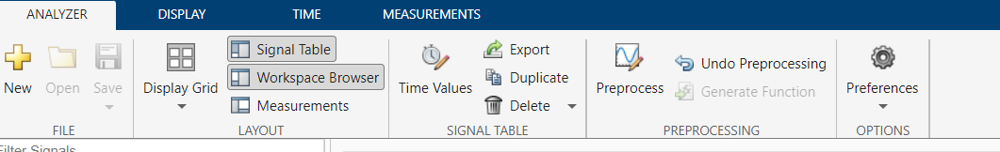 ANALYZER DISPLAY TIME MEASUREMENTS
New Open Save
FILE
Display Grid
Signal Table
Workspace Browser
Measurements
LAYOUT
Time Values
Export
Duplicate
Delete
SIGNAL TABLE
Preprocess
Undo Preprocessing
Generate Function
PREPROCESSING
Preferences
OPTIONS
Filter Signals